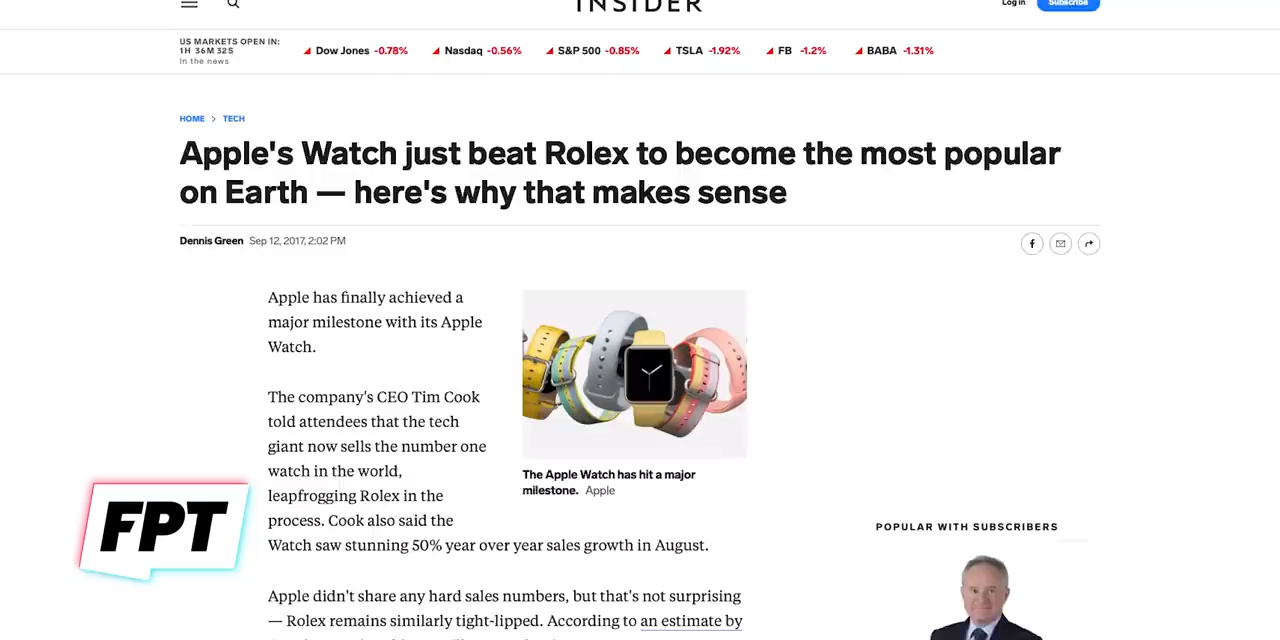 INSIDER
Log in
Subscribe
US MARKETS OPEN IN:
1H 36M 32S
In the news
Dow Jones -0.78%
Nasdaq -0.56%
S&P 500 -0.85%
TSLA -1.92%
FB -1.2%
BABA -1.31%
HOME > TECH
Apple's Watch just beat Rolex to become the most popular
on Earth — here's why that makes sense
Dennis Green Sep 12, 2017, 2:02 PM
Apple has finally achieved a
major milestone with its Apple
Watch.
The company's CEO Tim Cook
told attendees that the tech
giant now sells the number one
watch in the world,
leapfrogging Rolex in the
process. Cook also said the
Watch saw stunning 50% year over year sales growth in August.
Apple didn't share any hard sales numbers, but that's not surprising
— Rolex remains similarly tight-lipped. According to an estimate by
The Apple Watch has hit a major
milestone. Apple
POPULAR WITH SUBSCRIBERS
FPT